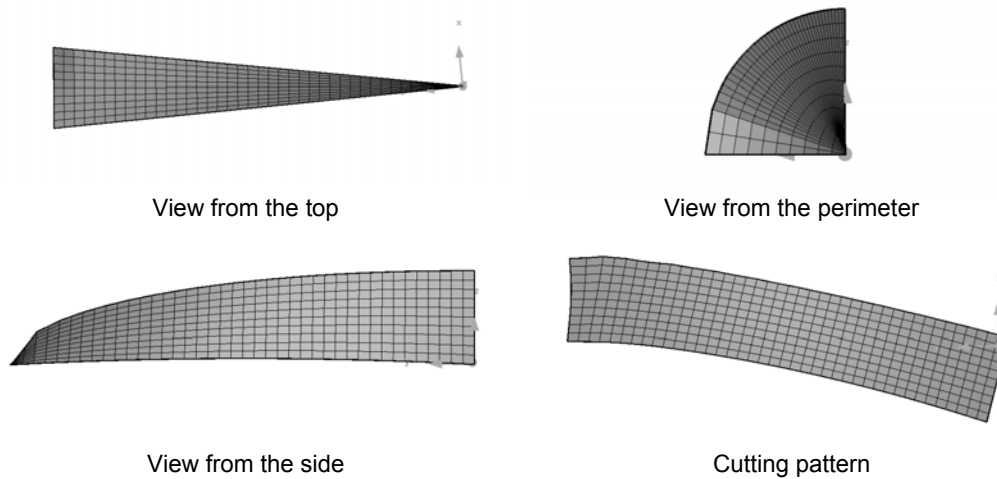 x
View from the top
z
View from the perimeter
z
View from the side
Cutting pattern